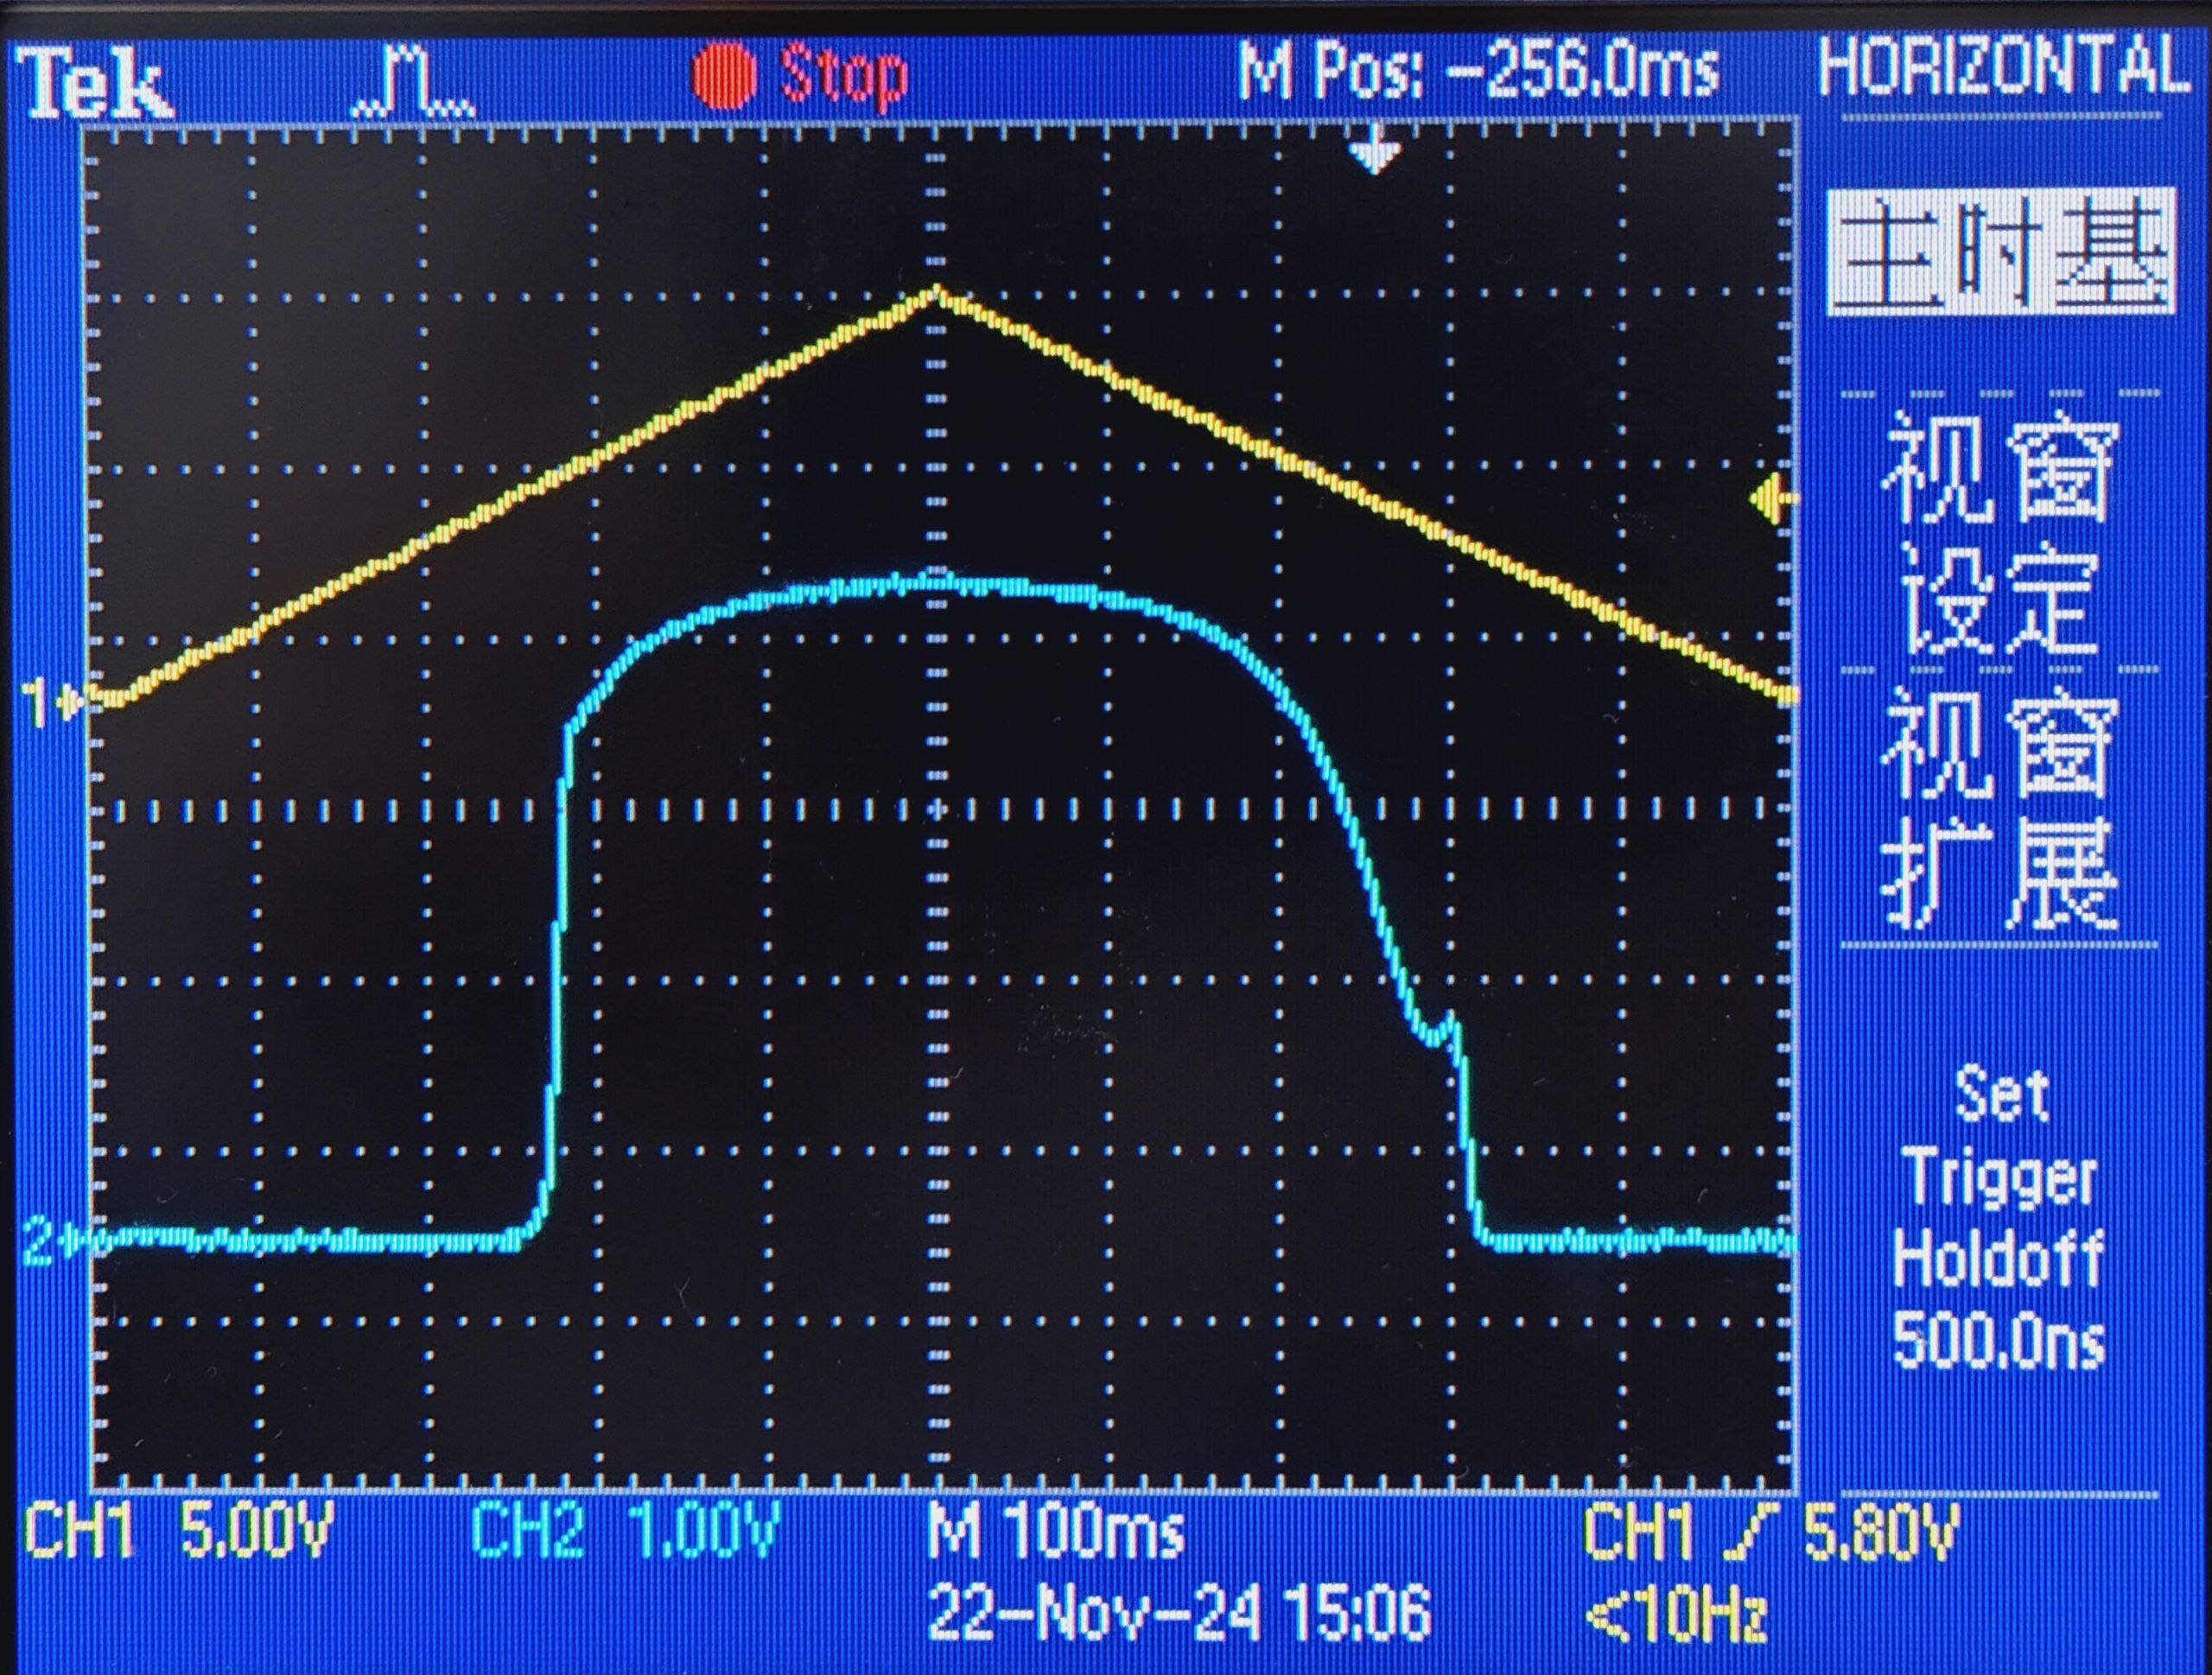 Tek
Stop
M Pos: -256.0ms
HORIZONTAL
主时基
视窗
设定
视窗
扩展
Set
Trigger
Holdoff
500.0ns
1
2
CH1 5.00V
CH2 1.00V
M 100ms
CH1 5.80V
22-Nov-24 15:06
<10Hz